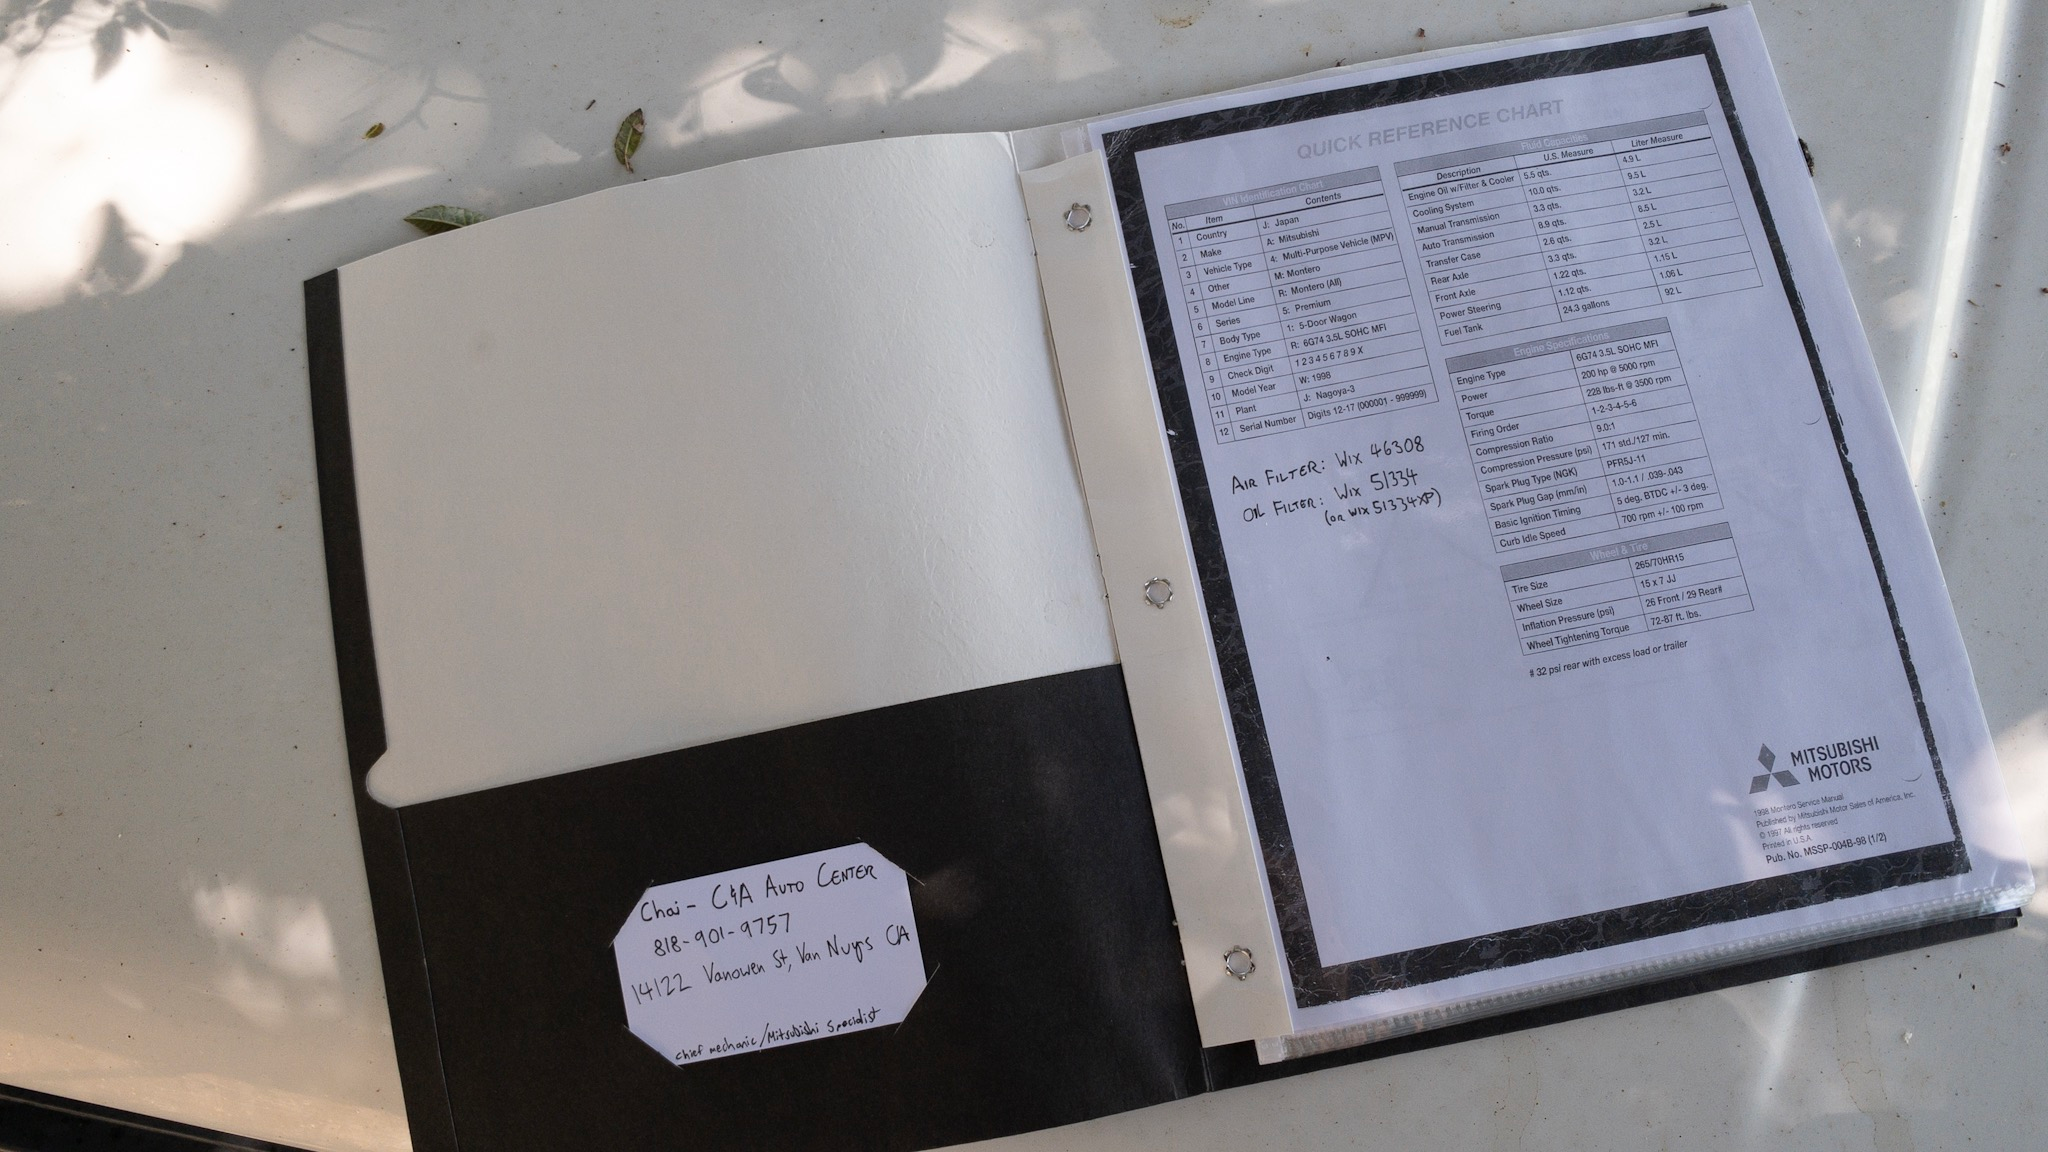 Chai - C&A AUTO CENTER
818-901-9757
14122 Vanowen St, Van Nuys CA
chief mechanic/Mitsubishi Specialist
QUICK REFERENCE CHART
VIN Identification Chart
No. Item Contents
1 Country J: Japan
2 Make A: Mitsubishi
3 Vehicle Type 4: Multi-Purpose Vehicle (MPV)
4 Other M: Montero
5 Model Line R: Montero (All)
6 Series 5: Premium
7 Body Type 1: 5-Door Wagon
8 Engine Type R: 6G74 3.5L SOHC MFI
9 Check Digit 1 2 3 4 5 6 7 8 9 X
10 Model Year W: 1998
11 Plant J: Nagoya-3
12 Serial Number Digits 12-17 (000001 - 999999)
AIR FILTER: WIX 46308
OIL FILTER: WIX 51334
(OR WIX 51334XP)
Fluid Capacities
Description U.S. Measure Liter Measure
Engine Oil w/Filter & Cooler 5.5 qts. 4.9 L
Cooling System 10.0 qts. 9.5 L
Manual Transmission 3.3 qts. 3.2 L
Auto Transmission 8.9 qts. 8.5 L
Transfer Case 2.6 qts. 2.5 L
Rear Axle 3.3 qts. 3.2 L
Front Axle 1.22 qts. 1.15 L
Power Steering 1.12 qts. 1.06 L
Fuel Tank 24.3 gallons 92 L
Engine Specifications
Engine Type 6G74 3.5L SOHC MFI
Power 200 hp @ 5000 rpm
Torque 228 lbs-ft @ 3500 rpm
Firing Order 1-2-3-4-5-6
Compression Ratio 9.0:1
Compression Pressure (psi) 171 std./127 min.
Spark Plug Type (NGK) PFR5J-11
Spark Plug Gap (mm/in) 1.0-1.1 / .039-.043
Basic Ignition Timing 5 deg. BTDC +/- 3 deg.
Curb Idle Speed 700 rpm +/- 100 rpm
Wheel & Tire
Tire Size 265/70HR15
Wheel Size 15 x 7 JJ
Inflation Pressure (psi) 26 Front / 29 Rear#
Wheel Tightening Torque 72-87 ft. lbs.
# 32 psi rear with excess load or trailer
MITSUBISHI
MOTORS
1998 Montero Service Manual
Published by Mitsubishi Motor Sales of America, Inc.
© 1997 All rights reserved
Printed in U.S.A.
Pub. No. MSSP-004B-98 (1/2)